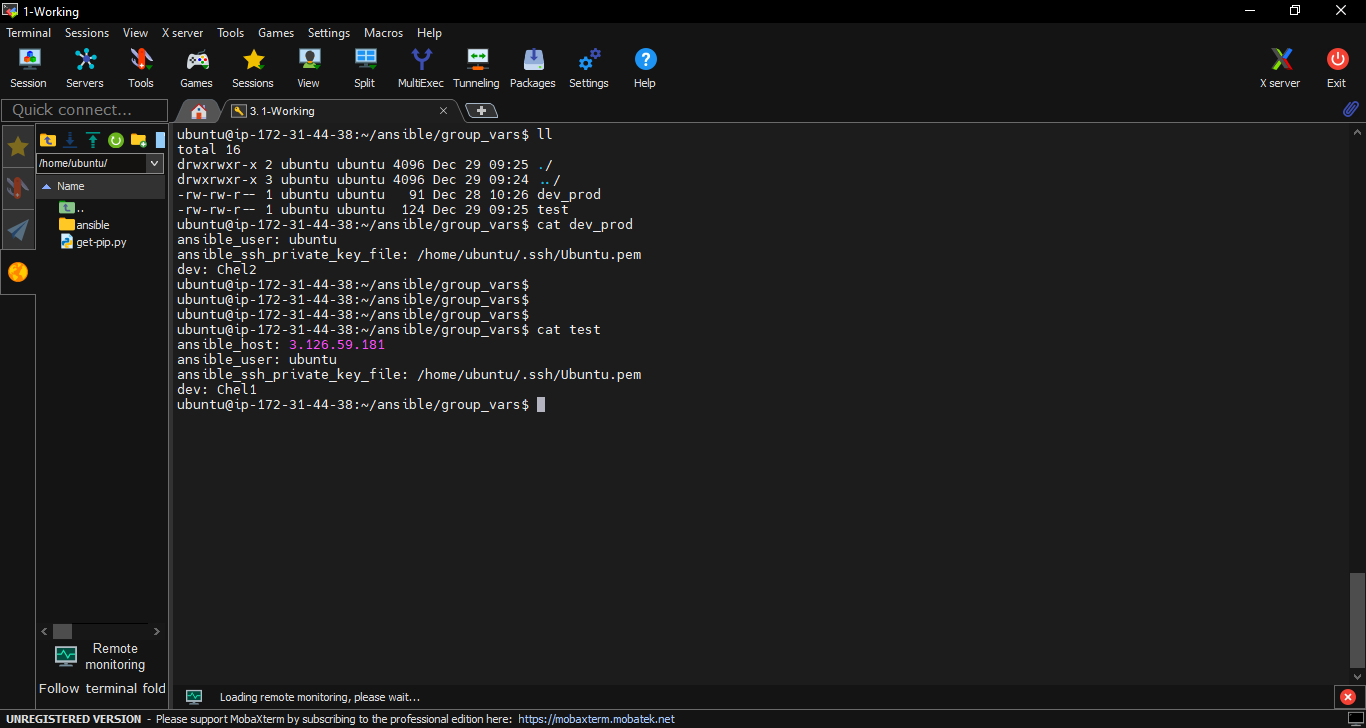 1-Working
Terminal Sessions View X server Tools Games Settings Macros Help
Session Servers Tools Games Sessions View Split MultiExec Tunneling Packages Settings Help X server Exit
Quick connect...
3. 1-Working
/home/ubuntu/
Name
..
ansible
get-pip.py
ubuntu@ip-172-31-44-38:~/ansible/group_vars$ ll
total 16
drwxrwxr-x 2 ubuntu ubuntu 4096 Dec 29 09:25 ./
drwxrwxr-x 3 ubuntu ubuntu 4096 Dec 29 09:24 ../
-rw-rw-r-- 1 ubuntu ubuntu   91 Dec 28 10:26 dev_prod
-rw-rw-r-- 1 ubuntu ubuntu  124 Dec 29 09:25 test
ubuntu@ip-172-31-44-38:~/ansible/group_vars$ cat dev_prod
ansible_user: ubuntu
ansible_ssh_private_key_file: /home/ubuntu/.ssh/Ubuntu.pem
dev: Chel2
ubuntu@ip-172-31-44-38:~/ansible/group_vars$
ubuntu@ip-172-31-44-38:~/ansible/group_vars$
ubuntu@ip-172-31-44-38:~/ansible/group_vars$
ubuntu@ip-172-31-44-38:~/ansible/group_vars$ cat test
ansible_host: 3.126.59.181
ansible_user: ubuntu
ansible_ssh_private_key_file: /home/ubuntu/.ssh/Ubuntu.pem
dev: Chel1
ubuntu@ip-172-31-44-38:~/ansible/group_vars$
Remote
monitoring
Follow terminal fold
Loading remote monitoring, please wait...
UNREGISTERED VERSION - Please support MobaXterm by subscribing to the professional edition here: https://mobaxterm.mobatek.net